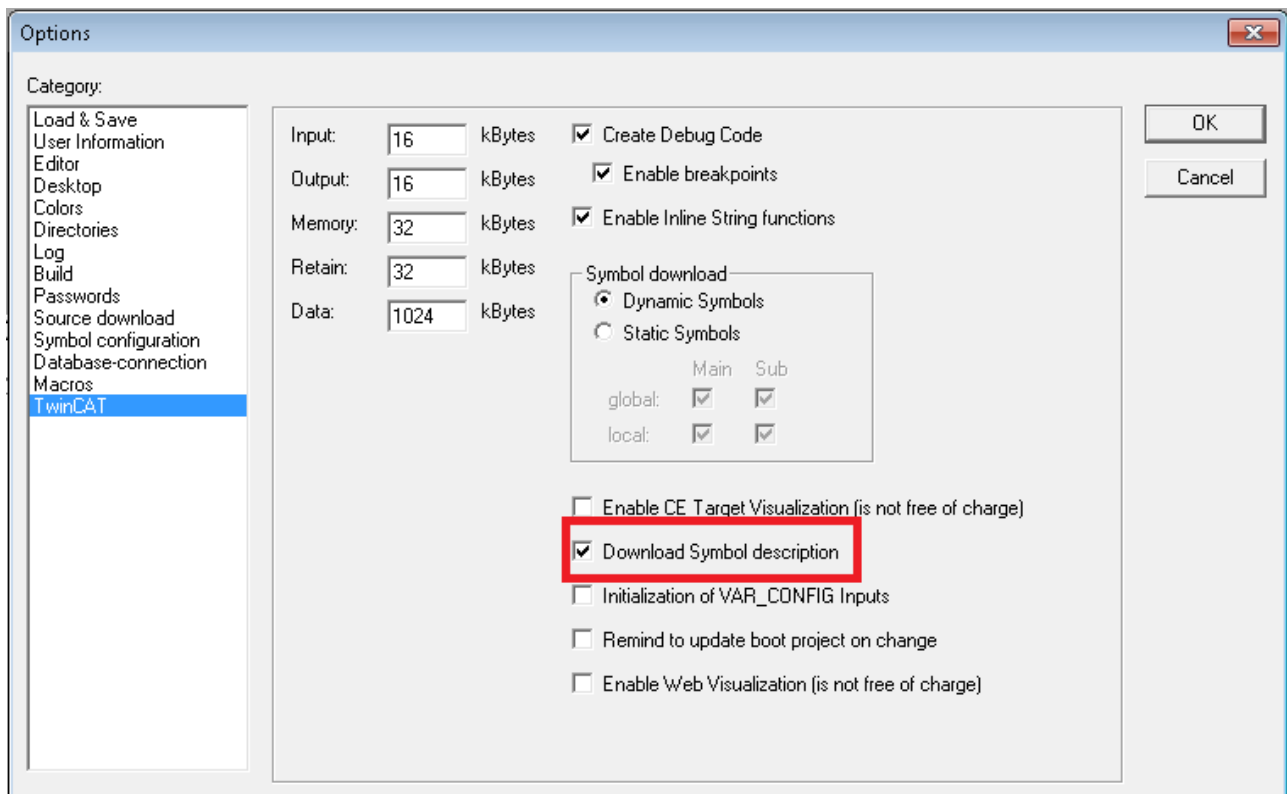 Options
Category:
Load & Save
User Information
Editor
Desktop
Colors
Directories
Log
Build
Passwords
Source download
Symbol configuration
Database-connection
Macros
TwinCAT
Input: 16 kBytes
Output: 16 kBytes
Memory: 32 kBytes
Retain: 32 kBytes
Data: 1024 kBytes
Create Debug Code
Enable breakpoints
Enable Inline String functions
Symbol download
Dynamic Symbols
Static Symbols
Main Sub
global:
local:
Enable CE Target Visualization (is not free of charge)
Download Symbol description
Initialization of VAR_CONFIG Inputs
Remind to update boot project on change
Enable Web Visualization (is not free of charge)
OK
Cancel